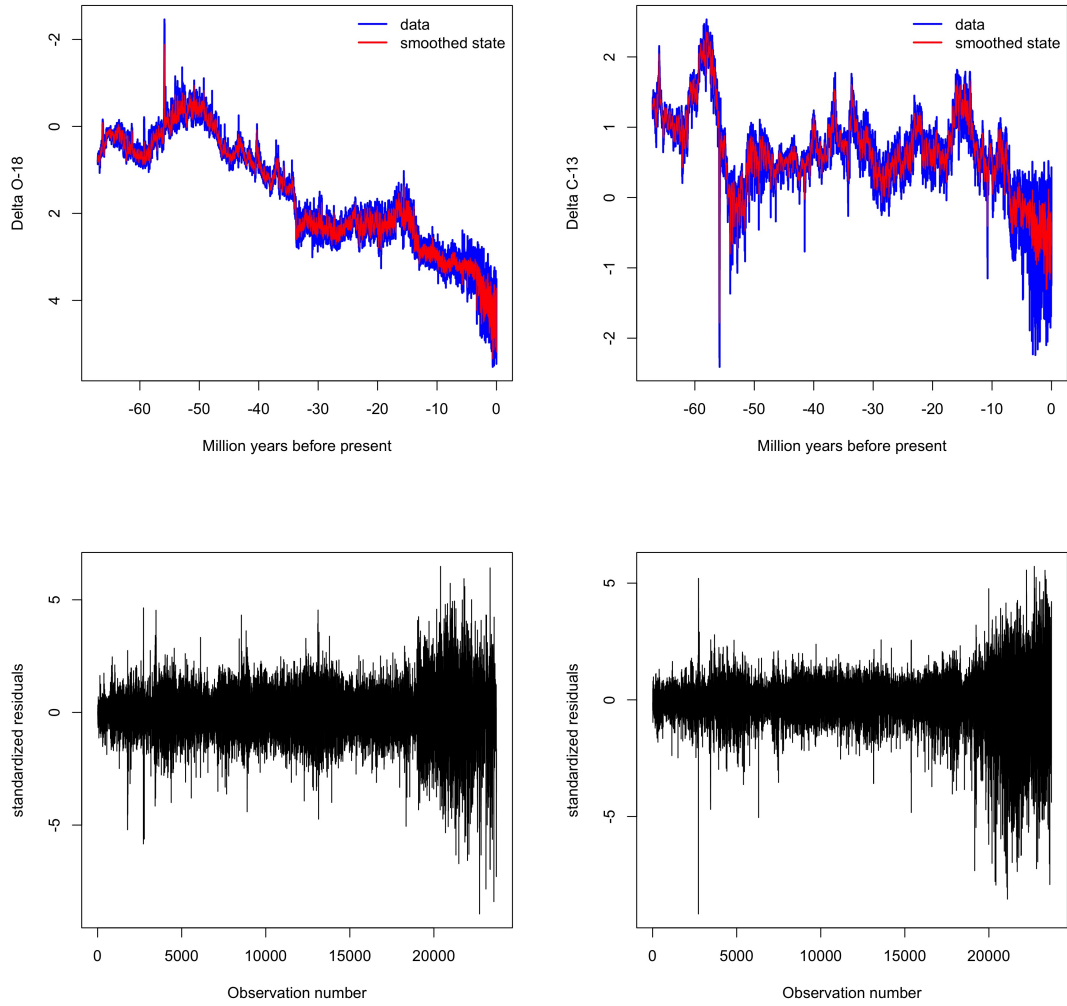 data
smoothed state
Delta O-18
-2
0
2
4
-60 -50 -40 -30 -20 -10 0
Million years before present
data
smoothed state
Delta C-13
2
1
0
-1
-2
-60 -50 -40 -30 -20 -10 0
Million years before present
standardized residuals
5
0
-5
0 5000 10000 15000 20000
Observation number
standardized residuals
5
0
-5
0 5000 10000 15000 20000
Observation number